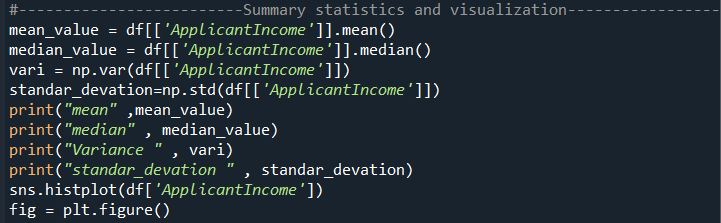 #-------------------------Summary statistics and visualization-----------------
mean_value = df[['ApplicantIncome']].mean()
median_value = df[['ApplicantIncome']].median()
vari = np.var(df[['ApplicantIncome']])
standar_devation=np.std(df[['ApplicantIncome']])
print("mean" ,mean_value)
print("median" , median_value)
print("Variance " , vari)
print("standar_devation " , standar_devation)
sns.histplot(df['ApplicantIncome'])
fig = plt.figure()